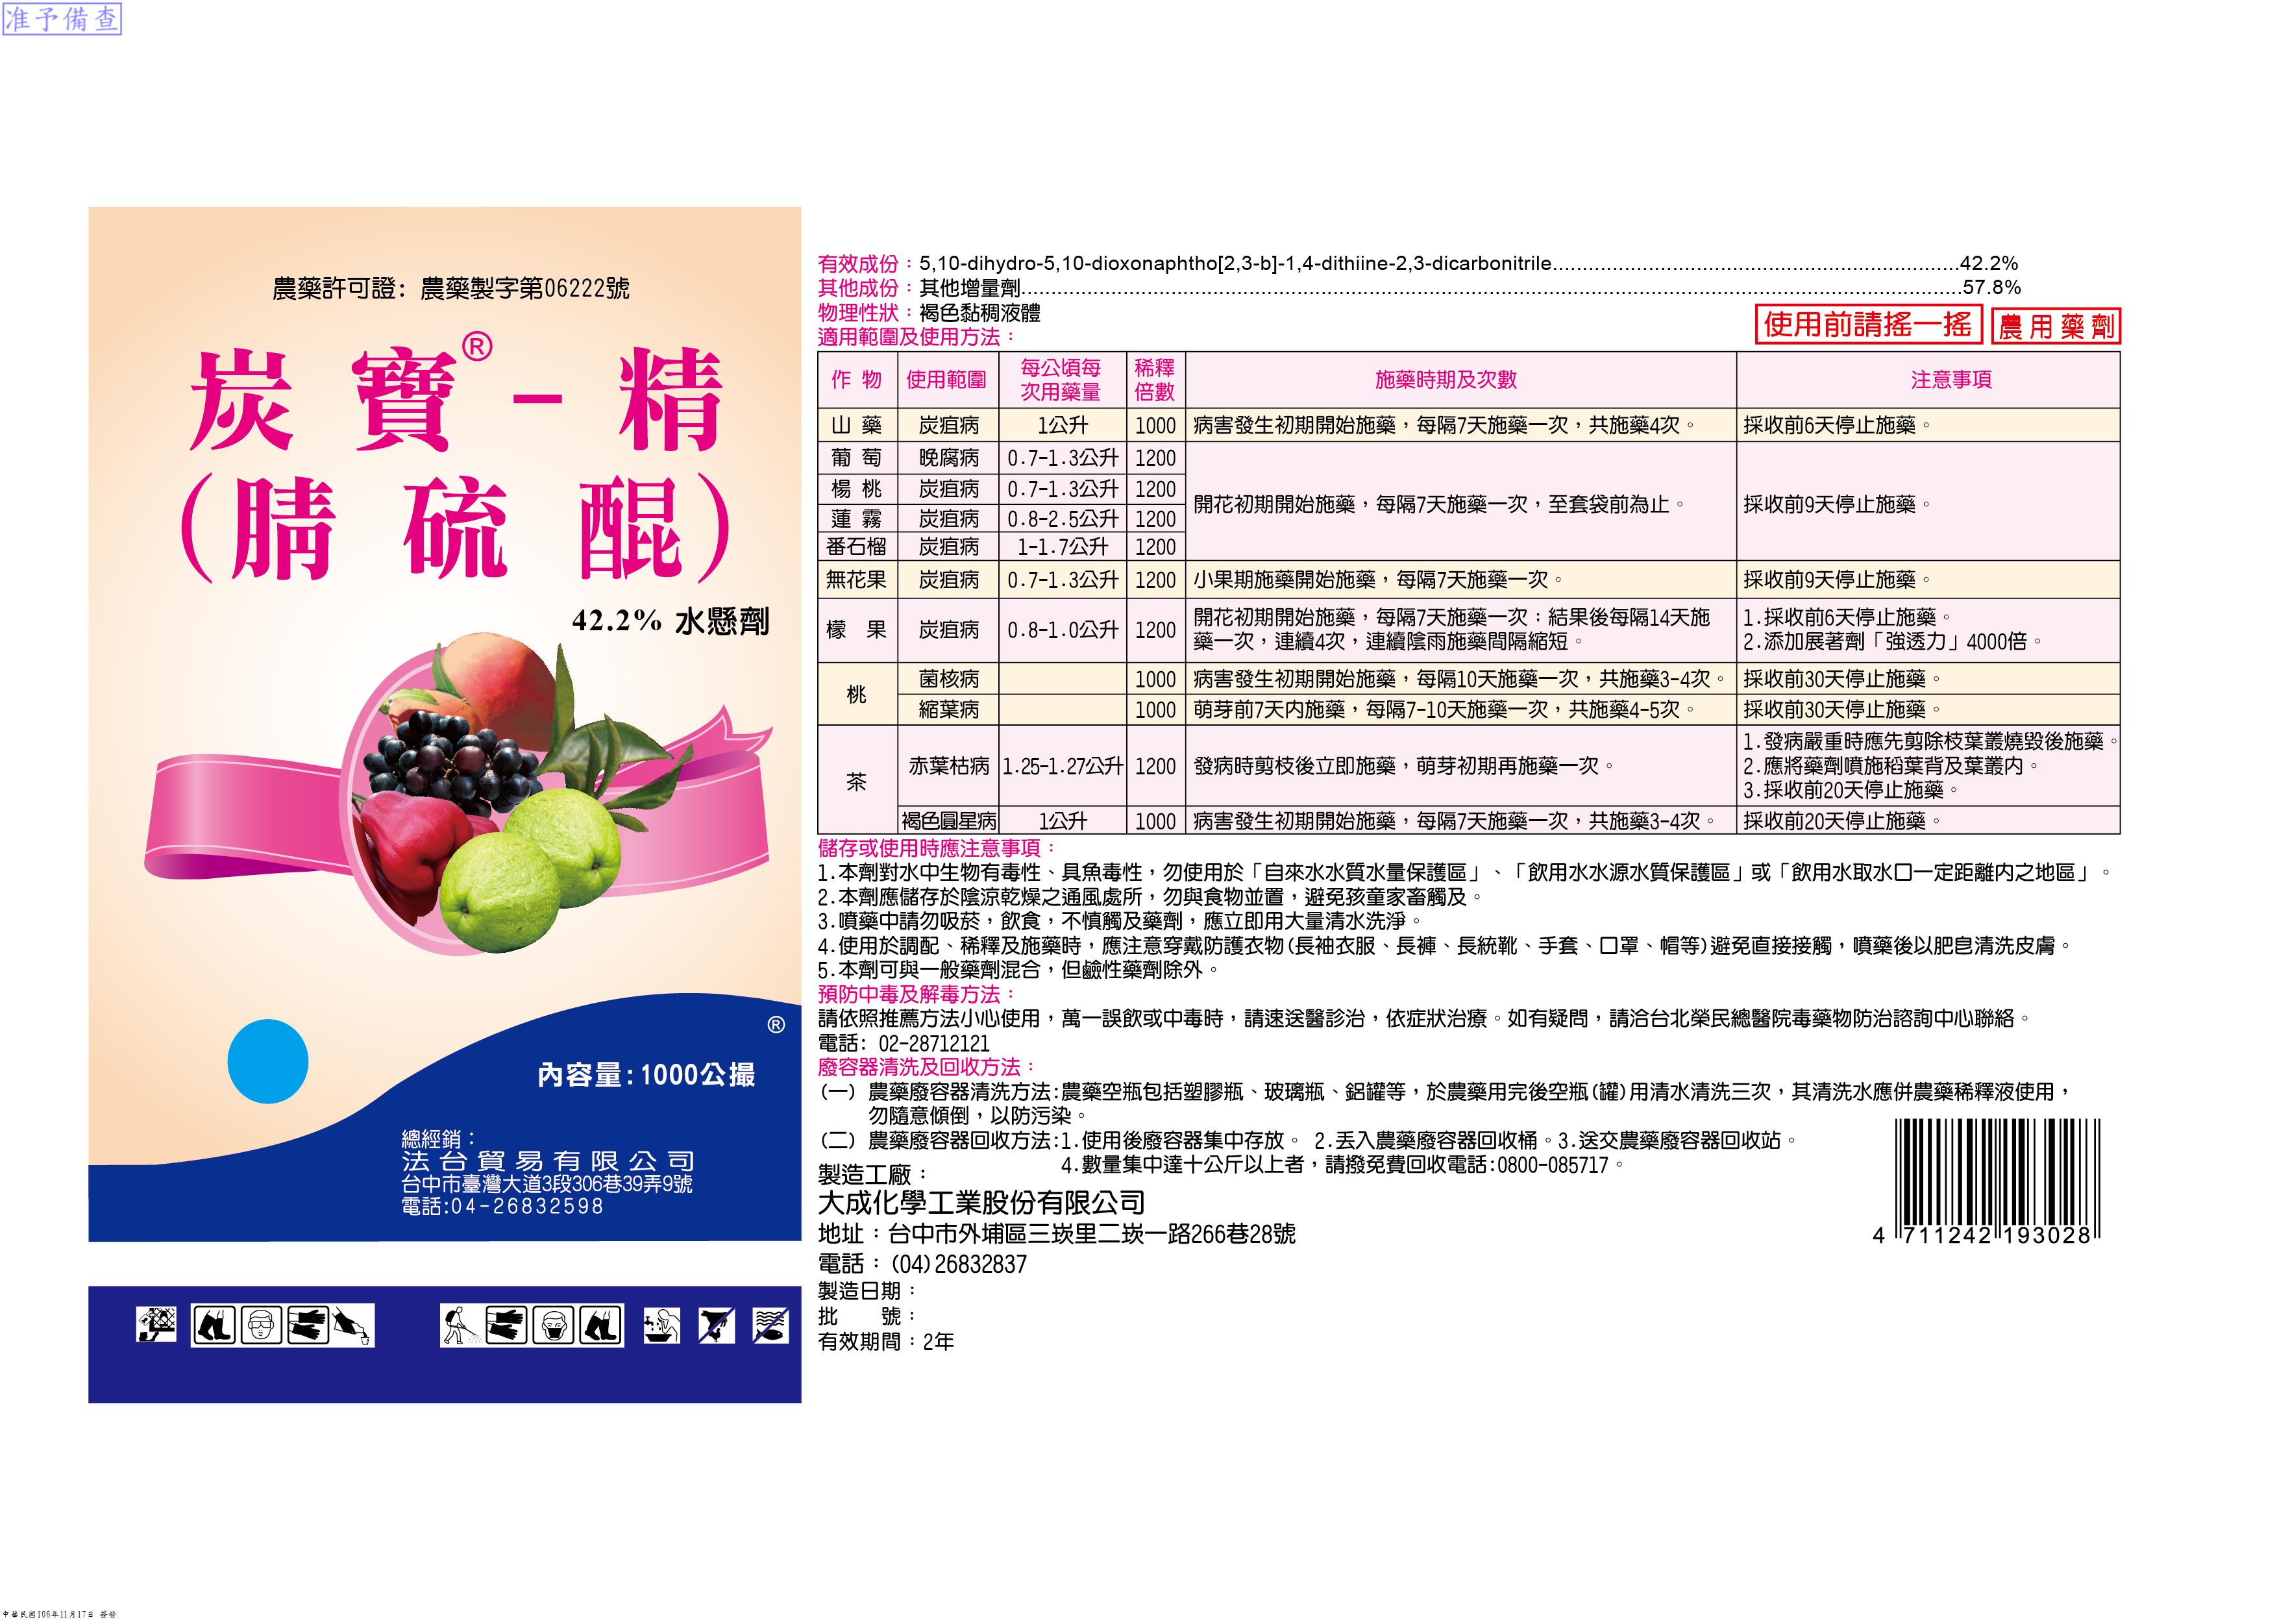 准予備查
農藥許可證: 農藥製字第06222號
炭寶®-精
(腈硫醌)
42.2% 水懸劑
®
內容量:1000公撮
總經銷：
法台貿易有限公司
台中市臺灣大道3段306巷39弄9號
電話:04-26832598
有效成份：5,10-dihydro-5,10-dioxonaphtho[2,3-b]-1,4-dithiine-2,3-dicarbonitrile....................42.2%
其他成份：其他增量劑....................57.8%
物理性狀：褐色黏稠液體
使用前請搖一搖 農用藥劑
適用範圍及使用方法：
作 物 使用範圍 每公頃每次用藥量 稀釋倍數 施藥時期及次數 注意事項
山 藥 炭疽病 1公升 1000 病害發生初期開始施藥，每隔7天施藥一次，共施藥4次。 採收前6天停止施藥。
葡 萄 晚腐病 0.7-1.3公升 1200
楊 桃 炭疽病 0.7-1.3公升 1200
開花初期開始施藥，每隔7天施藥一次，至套袋前為止。 採收前9天停止施藥。
蓮 霧 炭疽病 0.8-2.5公升 1200
番石榴 炭疽病 1-1.7公升 1200
無花果 炭疽病 0.7-1.3公升 1200 小果期施藥開始施藥，每隔7天施藥一次。 採收前9天停止施藥。
檬 果 炭疽病 0.8-1.0公升 1200
開花初期開始施藥，每隔7天施藥一次；結果後每隔14天施
藥一次，連續4次，連續陰雨施藥間隔縮短。
1.採收前6天停止施藥。
2.添加展著劑「強透力」4000倍。
桃
菌核病 1000 病害發生初期開始施藥，每隔10天施藥一次，共施藥3-4次。 採收前30天停止施藥。
縮葉病 1000 萌芽前7天內施藥，每隔7-10天施藥一次，共施藥4-5次。 採收前30天停止施藥。
茶
赤葉枯病 1.25-1.27公升 1200 發病時剪枝後立即施藥，萌芽初期再施藥一次。
1.發病嚴重時應先剪除枝葉叢燒毀後施藥。
2.應將藥劑噴施稻葉背及葉叢內。
3.採收前20天停止施藥。
褐色圓星病 1公升 1000 病害發生初期開始施藥，每隔7天施藥一次，共施藥3-4次。 採收前20天停止施藥。
儲存或使用時應注意事項：
1.本劑對水中生物有毒性、具魚毒性，勿使用於「自來水水質水量保護區」、「飲用水水源水質保護區」或「飲用水取水口一定距離內之地區」。
2.本劑應儲存於陰涼乾燥之通風處所，勿與食物並置，避免孩童家畜觸及。
3.噴藥中請勿吸菸，飲食，不慎觸及藥劑，應立即用大量清水洗淨。
4.使用於調配、稀釋及施藥時，應注意穿戴防護衣物(長袖衣服、長褲、長統靴、手套、口罩、帽等)避免直接接觸，噴藥後以肥皂清洗皮膚。
5.本劑可與一般藥劑混合，但鹼性藥劑除外。
預防中毒及解毒方法：
請依照推薦方法小心使用，萬一誤飲或中毒時，請速送醫診治，依症狀治療。如有疑問，請洽台北榮民總醫院毒藥物防治諮詢中心聯絡。
電話: 02-28712121
廢容器清洗及回收方法：
(一) 農藥廢容器清洗方法:農藥空瓶包括塑膠瓶、玻璃瓶、鋁罐等，於農藥用完後空瓶(罐)用清水清洗三次，其清洗水應併農藥稀釋液使用，
勿隨意傾倒，以防污染。
(二) 農藥廢容器回收方法:1.使用後廢容器集中存放。 2.丟入農藥廢容器回收桶。3.送交農藥廢容器回收站。
4.數量集中達十公斤以上者，請撥免費回收電話:0800-085717。
製造工廠：
大成化學工業股份有限公司
地址：台中市外埔區三崁里二崁一路266巷28號
電話：(04)26832837
製造日期：
批 號：
有效期間：2年
4 711242 193028
中華民國106年11月17日 簽發